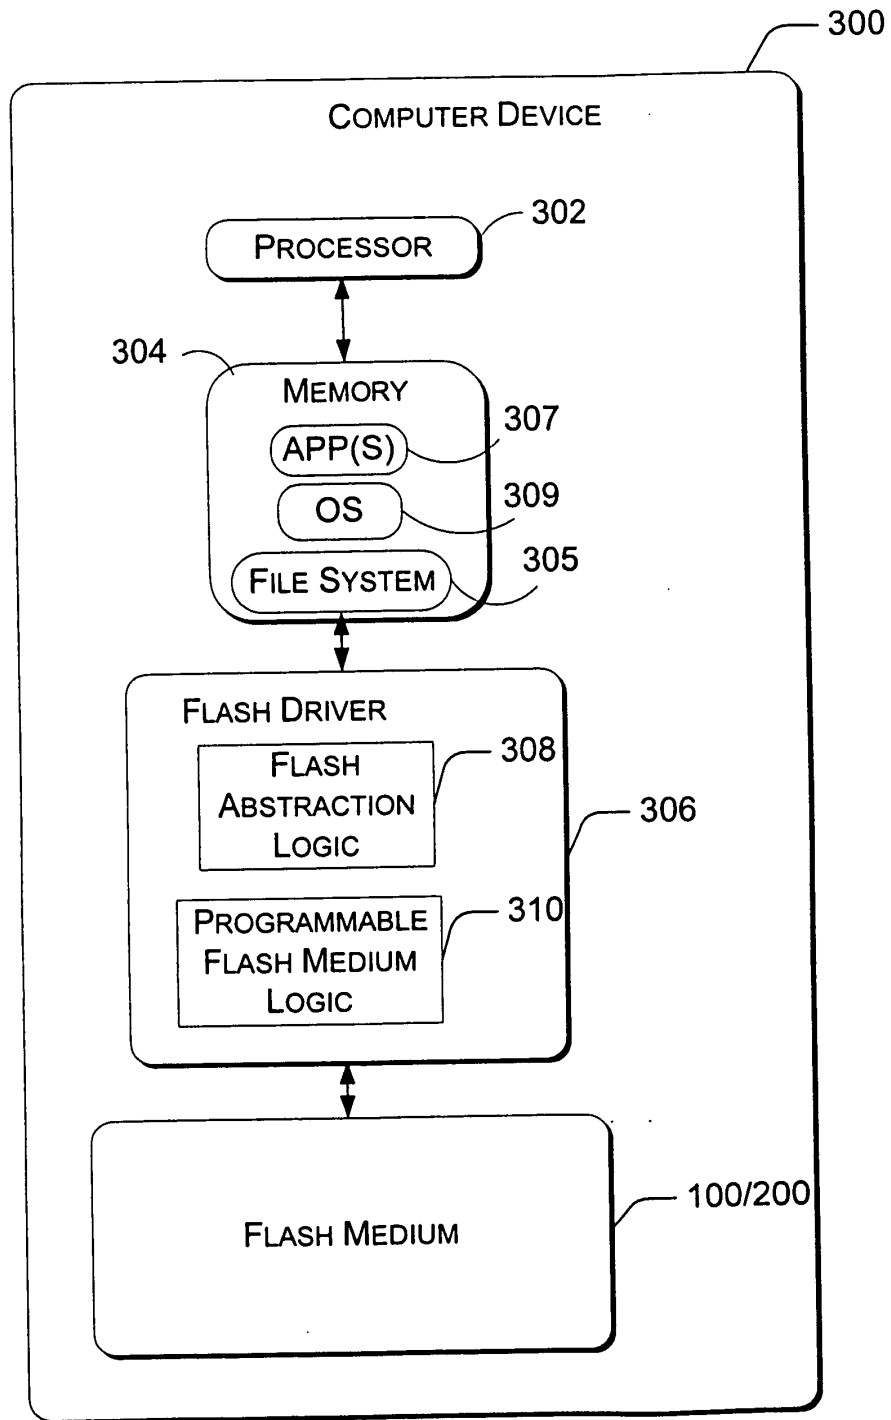 300
COMPUTER DEVICE
PROCESSOR
302
304
MEMORY
APP(S)
307
OS
309
FILE SYSTEM
305
FLASH DRIVER
FLASH
ABSTRACTION
LOGIC
308
306
PROGRAMMABLE
FLASH MEDIUM
LOGIC
310
FLASH MEDIUM
100/200